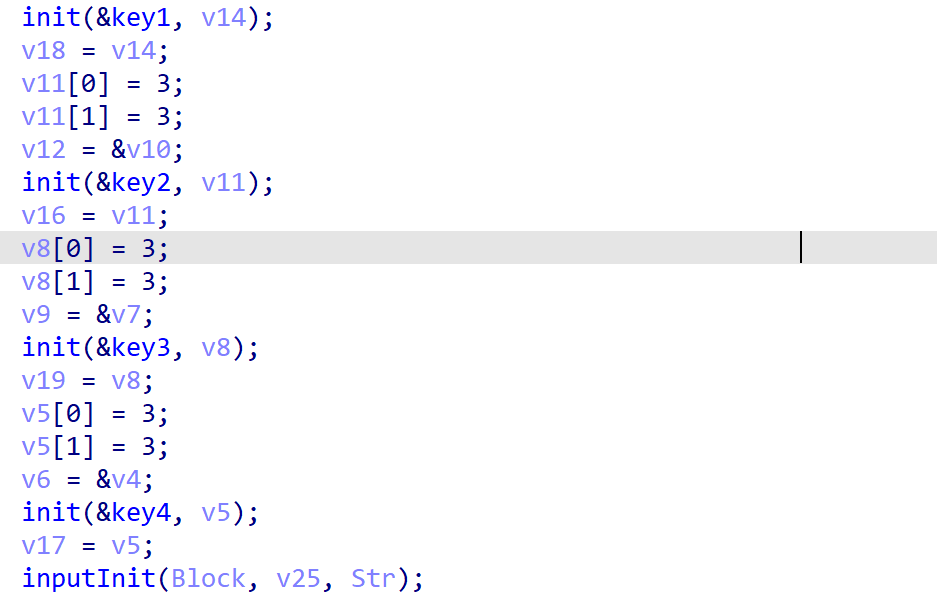 init(&key1, v14);
v18 = v14;
v11[0] = 3;
v11[1] = 3;
v12 = &v10;
init(&key2, v11);
v16 = v11;
v8[0] = 3;
v8[1] = 3;
v9 = &v7;
init(&key3, v8);
v19 = v8;
v5[0] = 3;
v5[1] = 3;
v6 = &v4;
init(&key4, v5);
v17 = v5;
inputInit(Block, v25, Str);